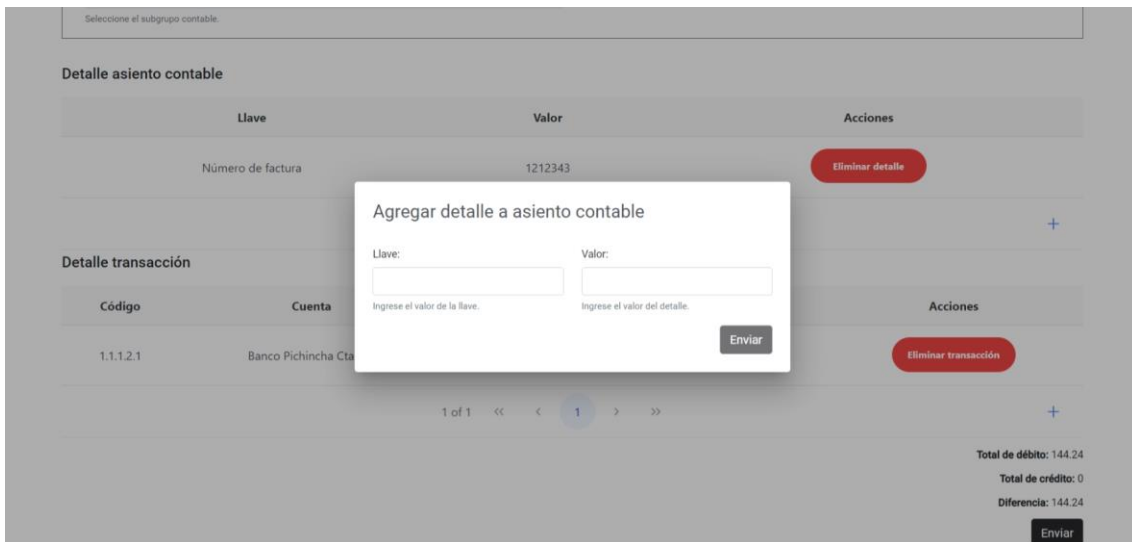 Seleccione el subgrupo contable.
Detalle asiento contable
Llave Valor Acciones
Número de factura 1212343 Eliminar detalle
+
Agregar detalle a asiento contable
Llave: Valor:
Ingrese el valor de la llave. Ingrese el valor del detalle.
Enviar
Detalle transacción
Código Cuenta Acciones
1.1.1.2.1 Banco Pichincha Cta Eliminar transacción
1 of 1 << < 1 > >> +
Total de débito: 144.24
Total de crédito: 0
Diferencia: 144.24
Enviar